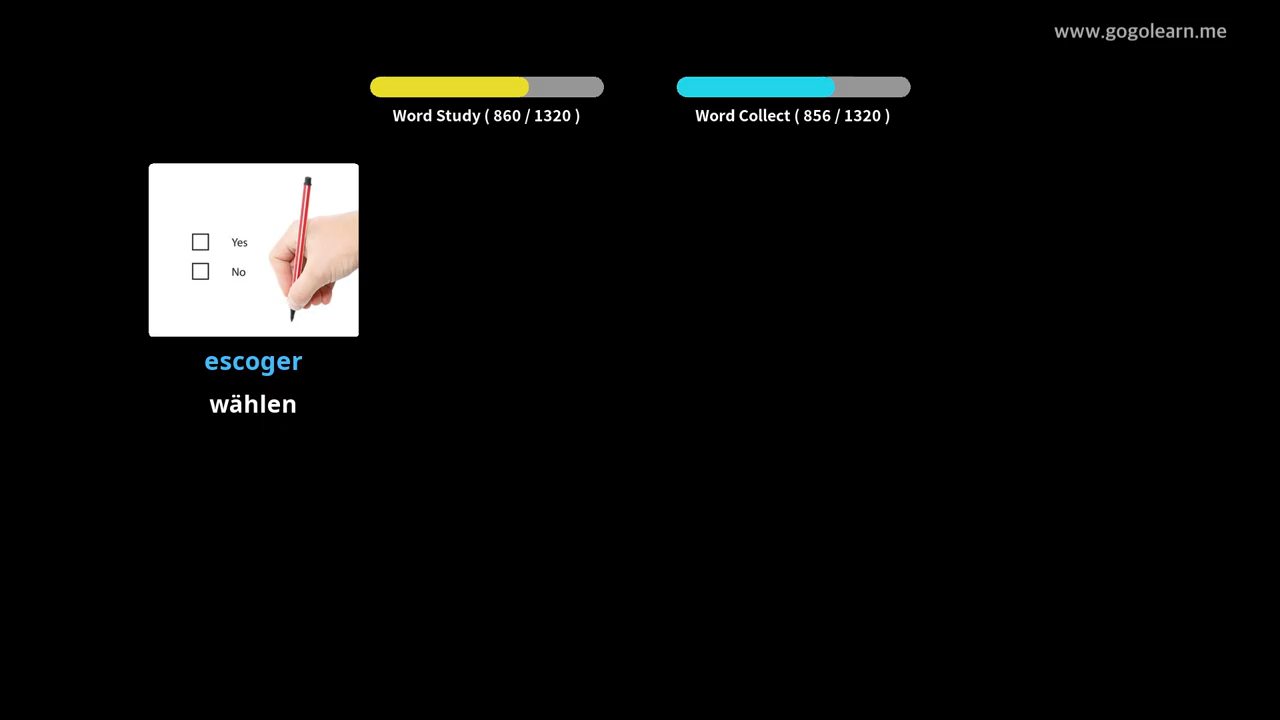 www.gogolearn.me
Word Study ( 860 / 1320 )
Word Collect ( 856 / 1320 )
Yes
No
escoger
wählen